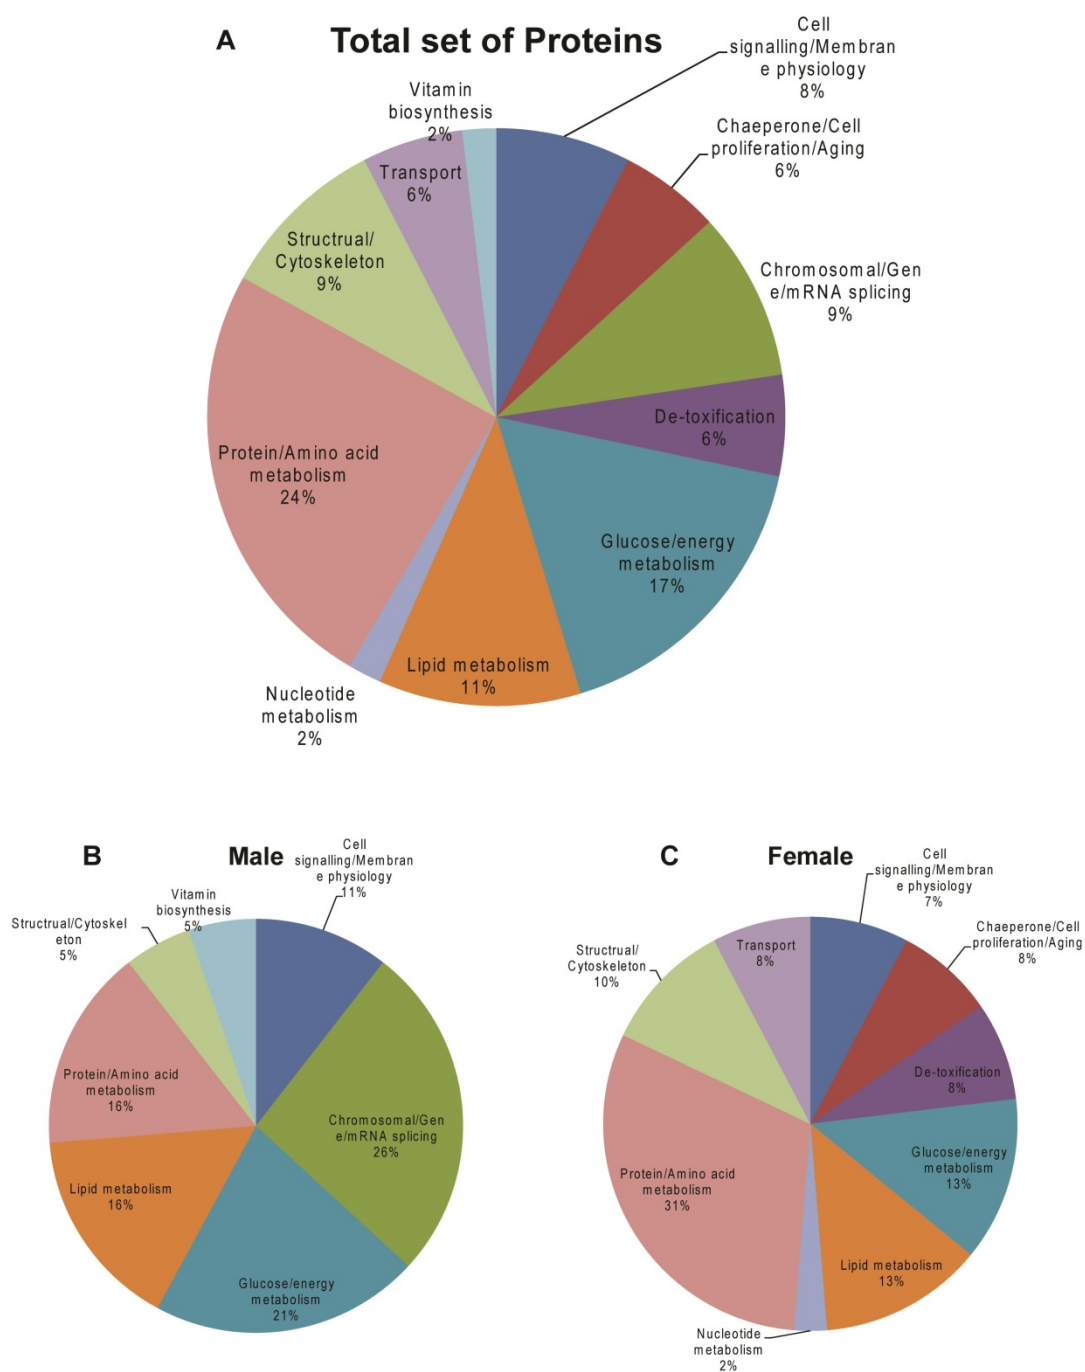 A
Total set of Proteins
Cell
signalling/Membran
e physiology
8%
Chaeperone/Cell
proliferation/Aging
6%
Chromosomal/Gen
e/mRNA splicing
9%
De-toxification
6%
Glucose/energy
metabolism
17%
Lipid metabolism
11%
Nucleotide
metabolism
2%
Protein/Amino acid
metabolism
24%
Structrual/
Cytoskeleton
9%
Transport
6%
Vitamin
biosynthesis
2%
B
Male
Cell
signalling/Membran
e physiology
11%
Chromosomal/Gen
e/mRNA splicing
26%
Glucose/energy
metabolism
21%
Lipid metabolism
16%
Protein/Amino acid
metabolism
16%
Structrual/Cytoskel
eton
5%
Vitamin
biosynthesis
5%
C
Female
Cell
signalling/Membran
e physiology
7%
Chaeperone/Cell
proliferation/Aging
8%
De-toxification
8%
Glucose/energy
metabolism
13%
Lipid metabolism
13%
Nucleotide
metabolism
2%
Protein/Amino acid
metabolism
31%
Structrual/
Cytoskeleton
10%
Transport
8%